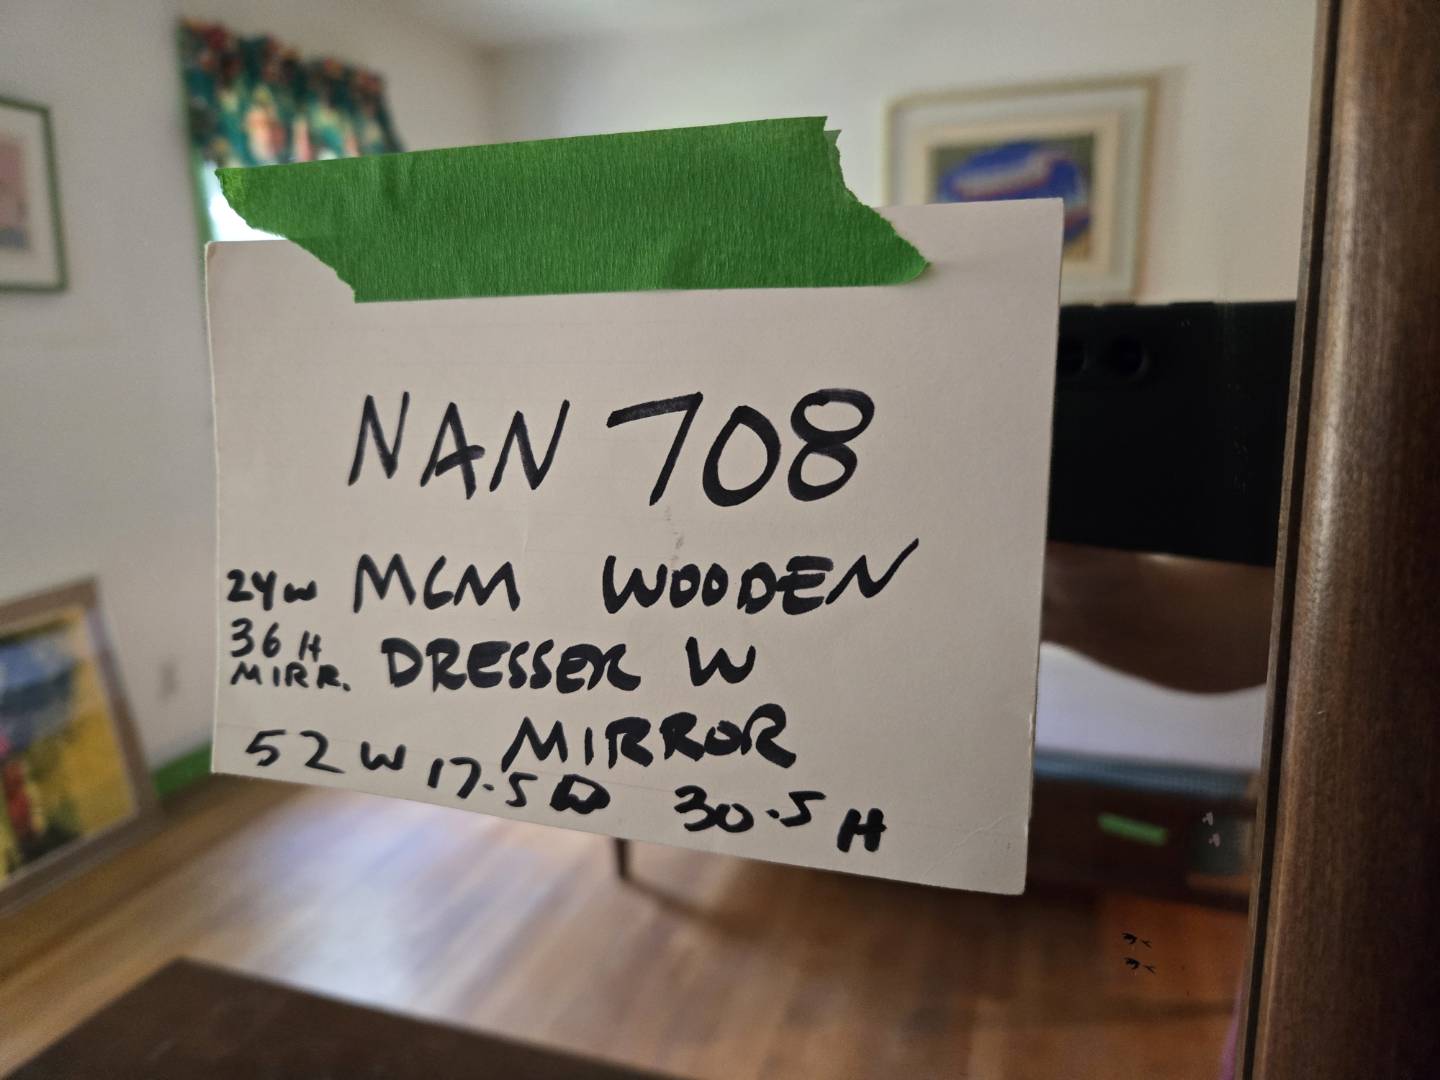 NAN 708
24W MCM WOODEN
36 H DRESSER W
MIRR. MIRROR
52 W 17.5 D 30.5 H